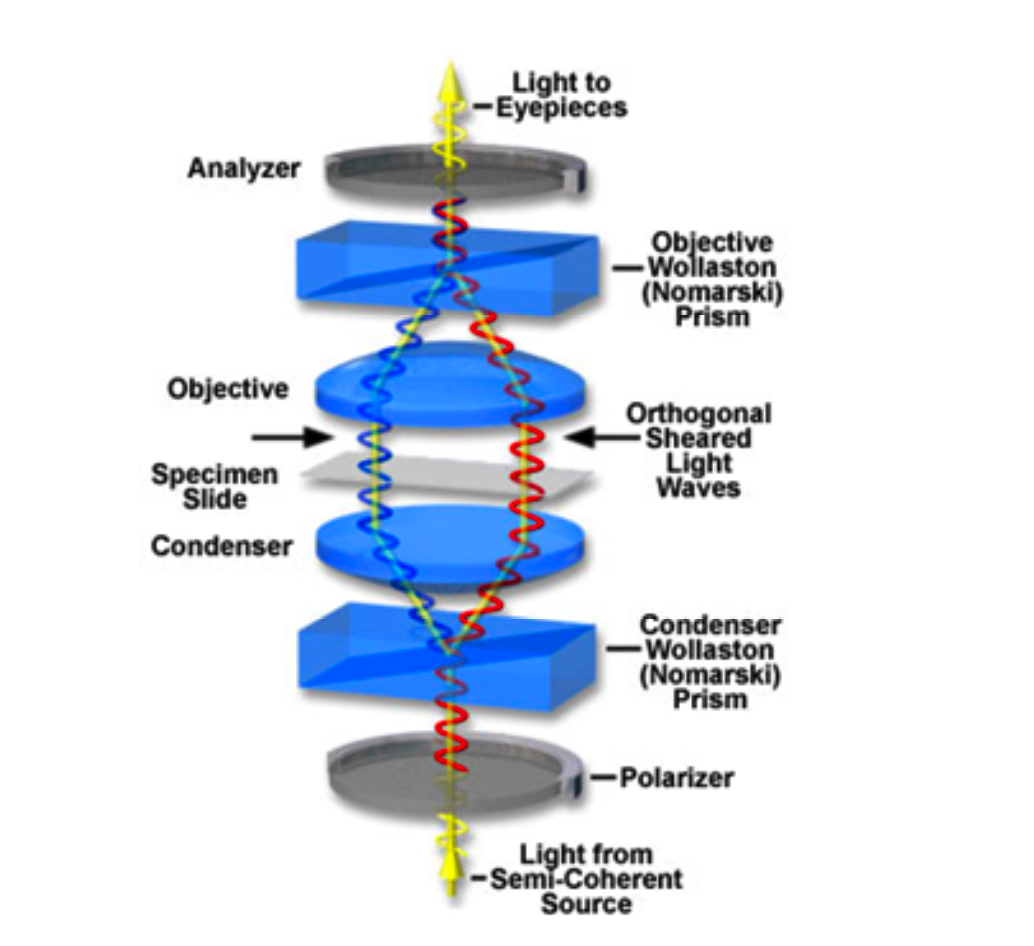 Light to
Eyepieces
Analyzer
Objective
Wollaston
(Nomarski)
Prism
Objective
Orthogonal
Sheared
Light
Waves
Specimen
Slide
Condenser
Condenser
Wollaston
(Nomarski)
Prism
Polarizer
Light from
Semi-Coherent
Source